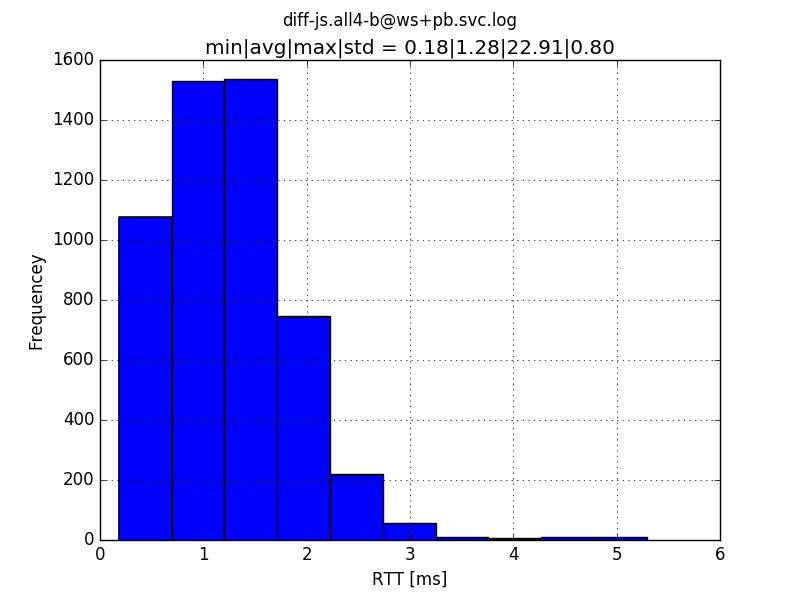 diff-js.all4-b@ws+pb.svc.log
min|avg|max|std = 0.18|1.28|22.91|0.80
1600
1400
1200
1000
800
600
400
200
0
Frequencey
0 1 2 3 4 5 6
RTT [ms]